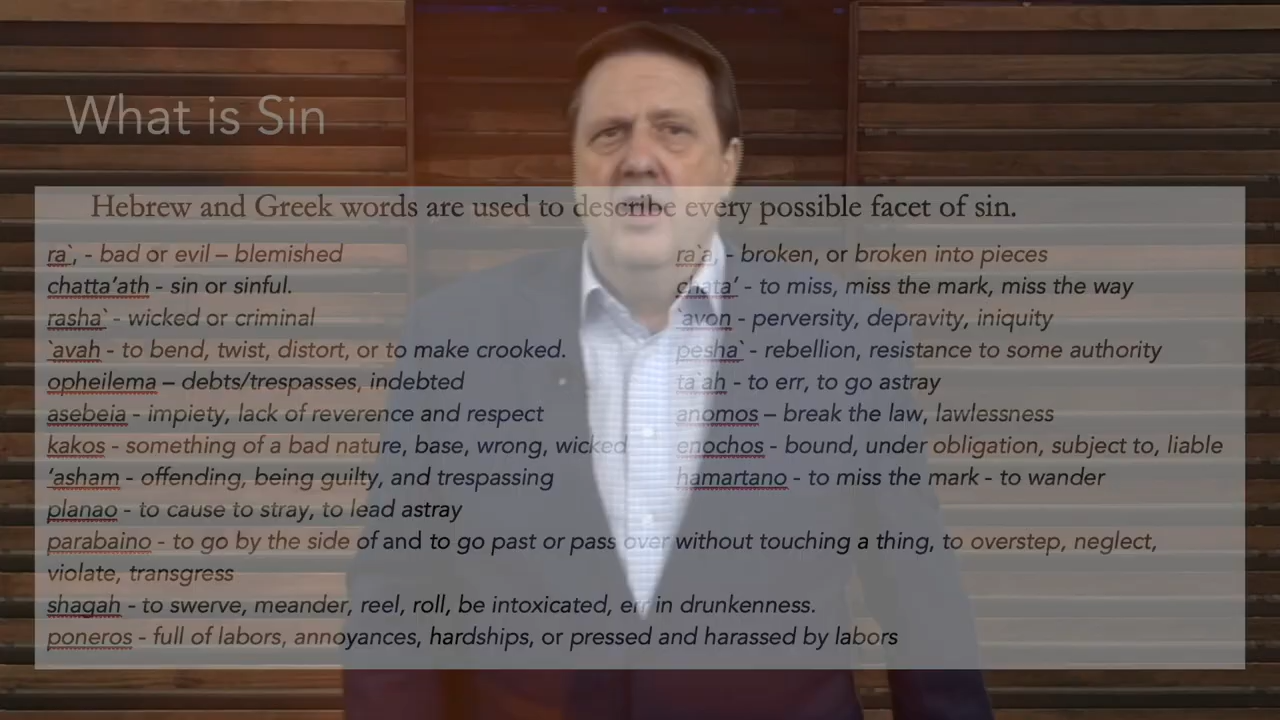 What is Sin
Hebrew and Greek words are used to describe every possible facet of sin.
ra`, - bad or evil – blemished
ra`a, - broken, or broken into pieces
chatta’ath - sin or sinful.
chata’ - to miss, miss the mark, miss the way
rasha` - wicked or criminal
`avon - perversity, depravity, iniquity
`avah - to bend, twist, distort, or to make crooked.
pesha` - rebellion, resistance to some authority
opheilema – debts/trespasses, indebted
ta`ah - to err, to go astray
asebeia - impiety, lack of reverence and respect
anomos – break the law, lawlessness
kakos - something of a bad nature, base, wrong, wicked
enochos - bound, under obligation, subject to, liable
‘asham - offending, being guilty, and trespassing
hamartano - to miss the mark - to wander
planao - to cause to stray, to lead astray
parabaino - to go by the side of and to go past or pass over without touching a thing, to overstep, neglect,
violate, transgress
shagah - to swerve, meander, reel, roll, be intoxicated, err in drunkenness.
poneros - full of labors, annoyances, hardships, or pressed and harassed by labors